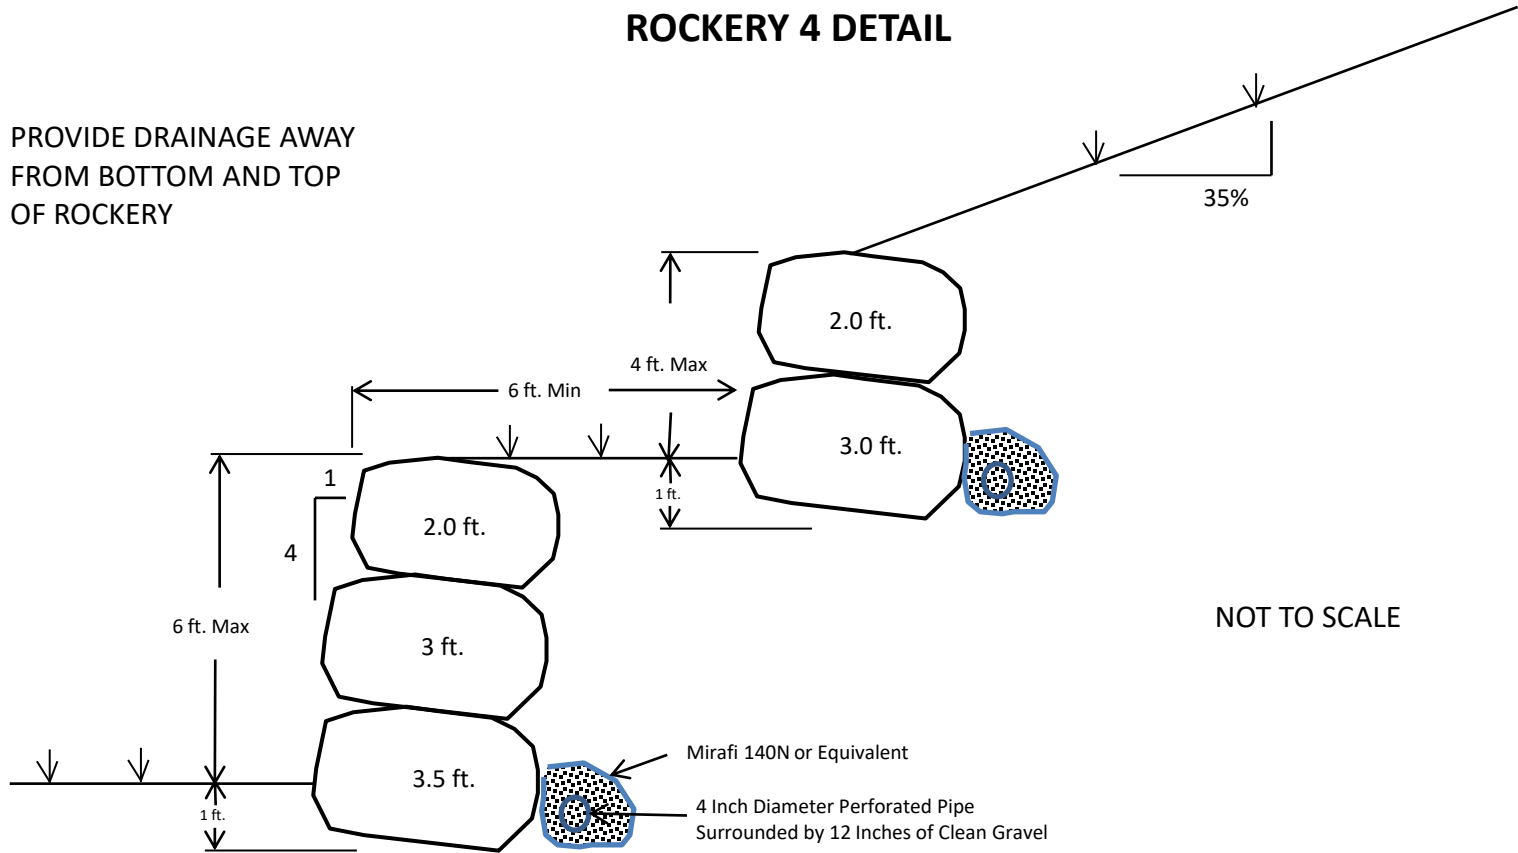 ROCKERY 4 DETAIL
PROVIDE DRAINAGE AWAY
FROM BOTTOM AND TOP
OF ROCKERY
35%
2.0 ft.
4 ft. Max
6 ft. Min
3.0 ft.
1
1 ft.
2.0 ft.
4
NOT TO SCALE
6 ft. Max
3 ft.
Mirafi 140N or Equivalent
3.5 ft.
4 Inch Diameter Perforated Pipe
1 ft.
Surrounded by 12 Inches of Clean Gravel